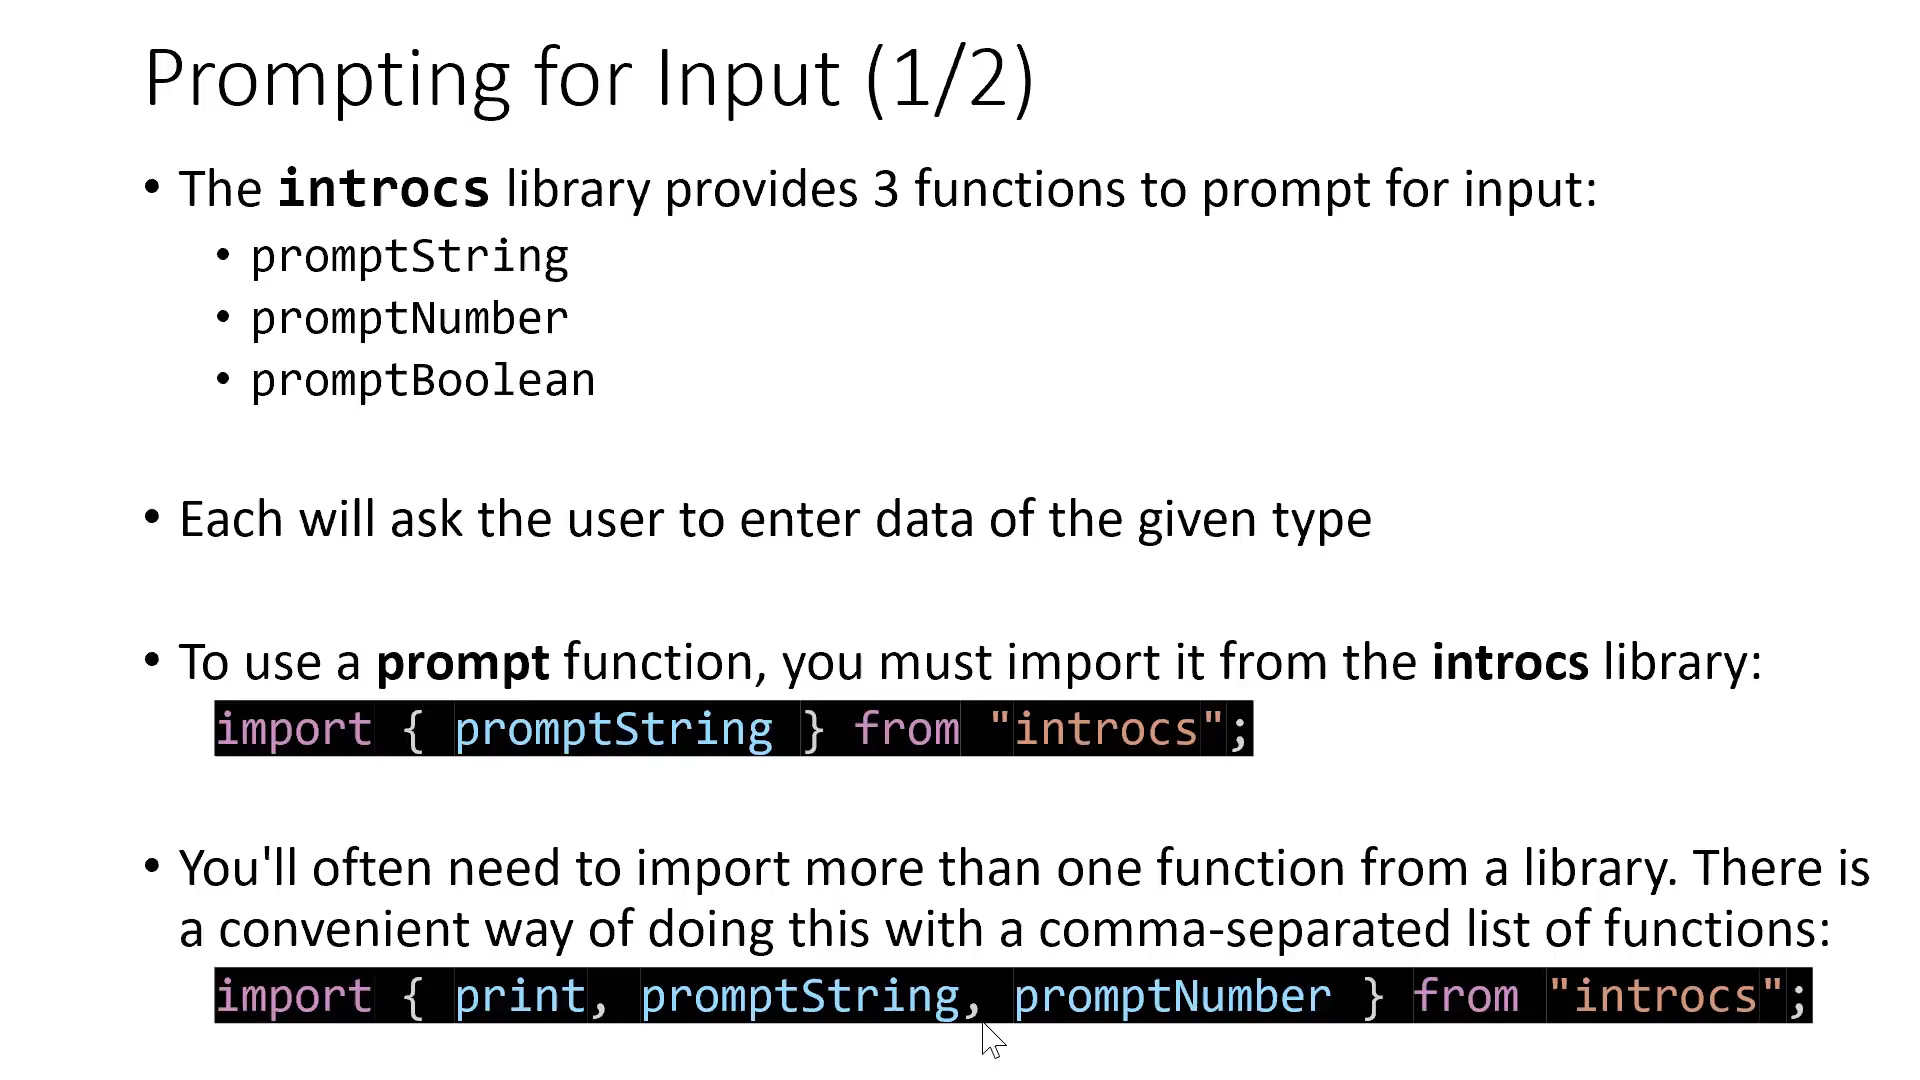 Prompting for Input (1/2)
• The introcs library provides 3 functions to prompt for input:
• promptString
• promptNumber
• promptBoolean
• Each will ask the user to enter data of the given type
• To use a prompt function, you must import it from the introcs library:
import { promptString } from "introcs";
• You'll often need to import more than one function from a library. There is
a convenient way of doing this with a comma-separated list of functions:
import { print, promptString, promptNumber } from "introcs";